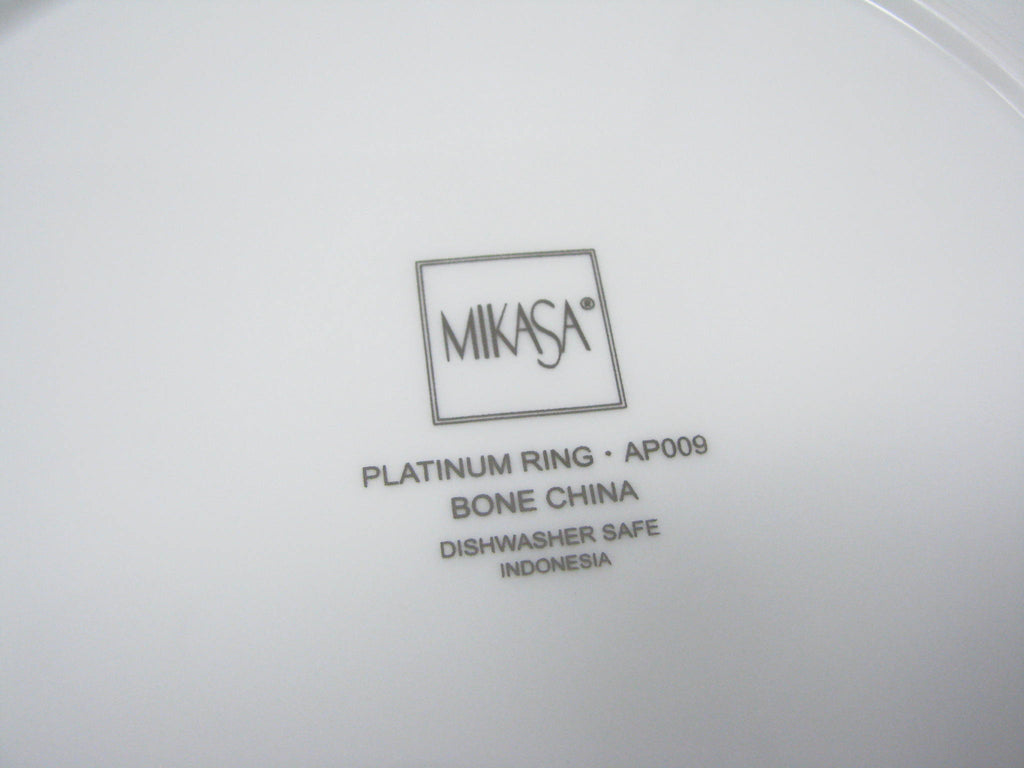 MIKASA®
PLATINUM RING · AP009
BONE CHINA
DISHWASHER SAFE
INDONESIA